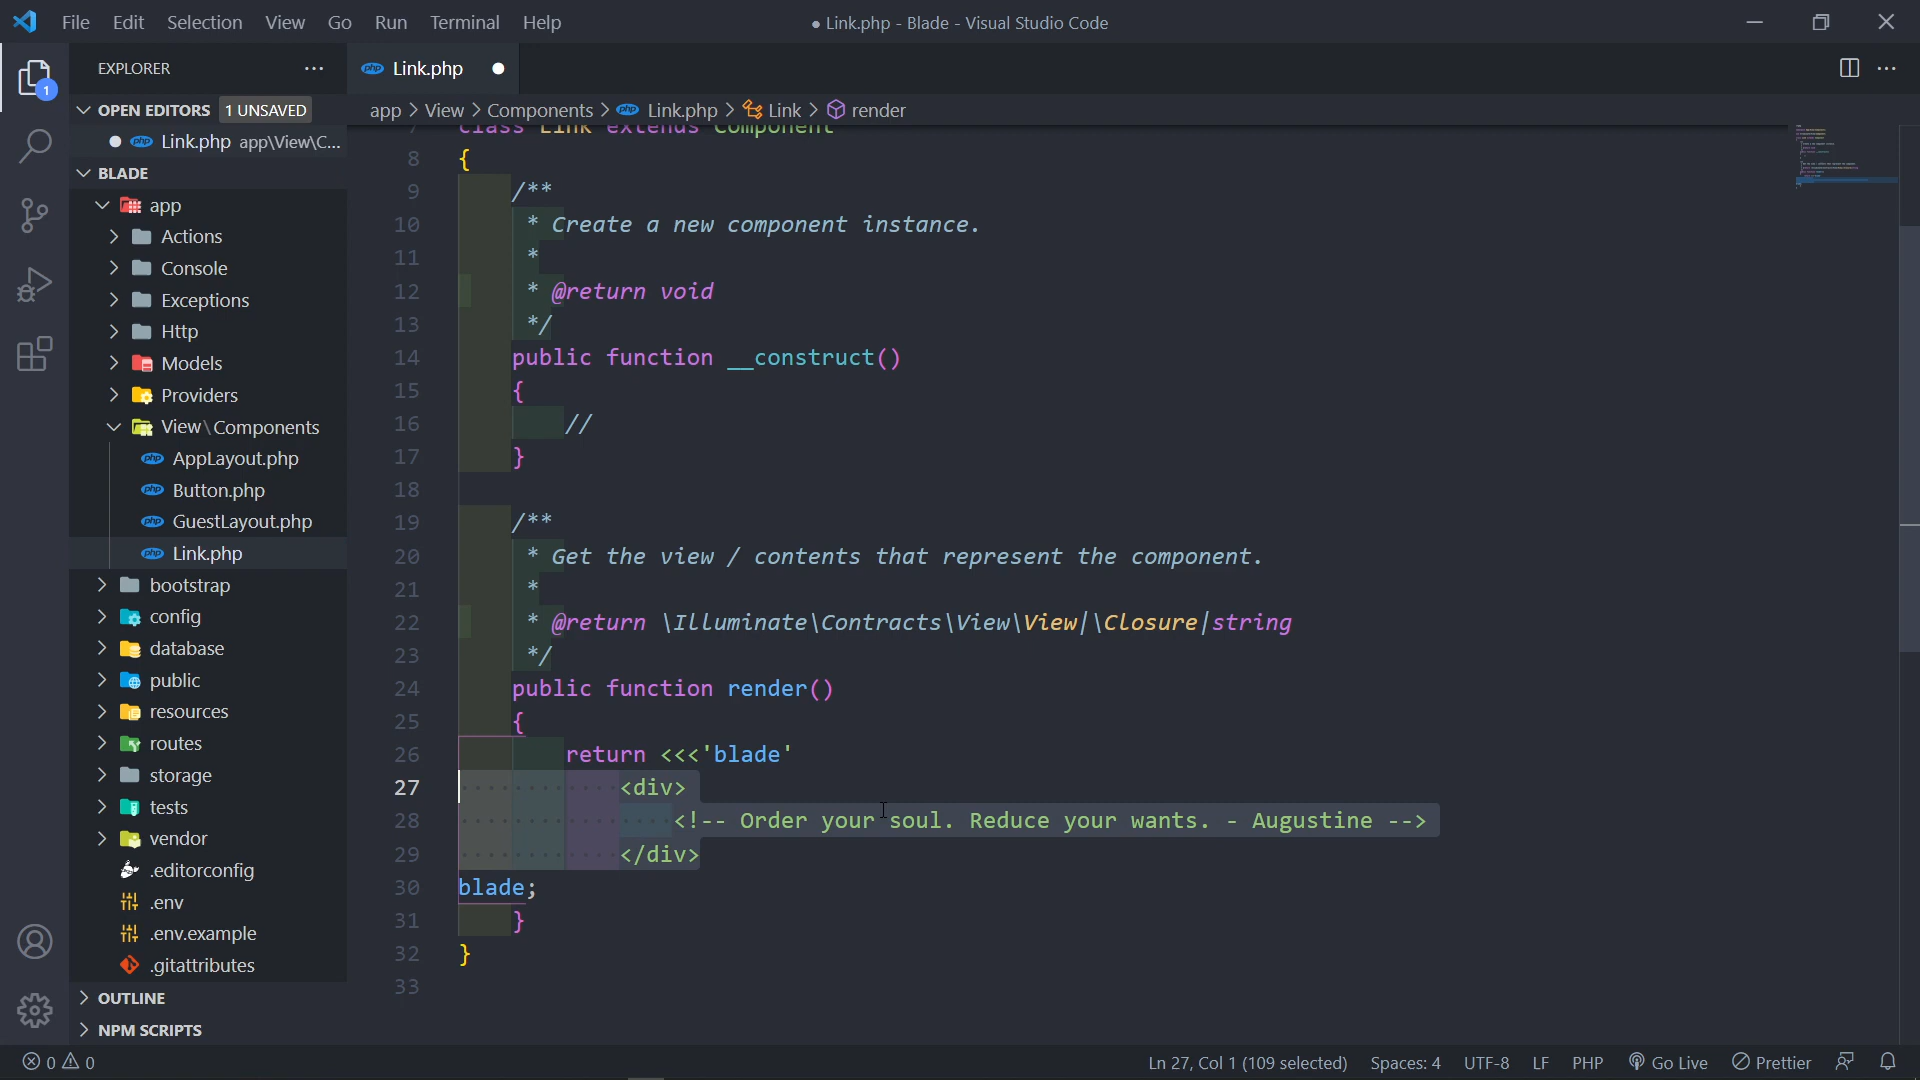 File Edit Selection View Go Run Terminal Help
● Link.php - Blade - Visual Studio Code
EXPLORER
OPEN EDITORS 1 UNSAVED
Link.php app\View\C...
BLADE
app
Actions
Console
Exceptions
Http
Models
Providers
View\Components
AppLayout.php
Button.php
GuestLayout.php
Link.php
bootstrap
config
database
public
resources
routes
storage
tests
vendor
.editorconfig
.env
.env.example
.gitattributes
OUTLINE
NPM SCRIPTS
1
Link.php
app > View > Components > Link.php > Link > render
7 class Link extends Component
8 {
9 /**
10 * Create a new component instance.
11 *
12 * @return void
13 */
14 public function __construct()
15 {
16 //
17 }
18
19 /**
20 * Get the view / contents that represent the component.
21 *
22 * @return \Illuminate\Contracts\View\View|\Closure|string
23 */
24 public function render()
25 {
26 return <<<'blade'
27 <div>
28 <!-- Order your soul. Reduce your wants. - Augustine -->
29 </div>
30 blade;
31 }
32 }
33
0 0
Ln 27, Col 1 (109 selected) Spaces: 4 UTF-8 LF PHP Go Live Prettier